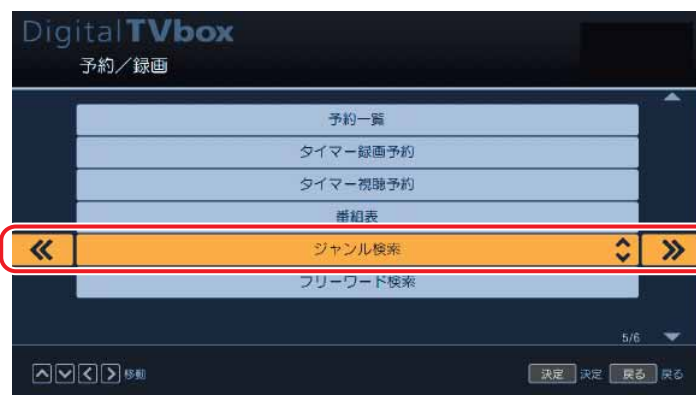 DigitalTVbox
予約／録画
予約一覧
タイマー録画予約
タイマー視聴予約
番組表
ジャンル検索
フリーワード検索
5/6
移動 決定 決定 戻る 戻る